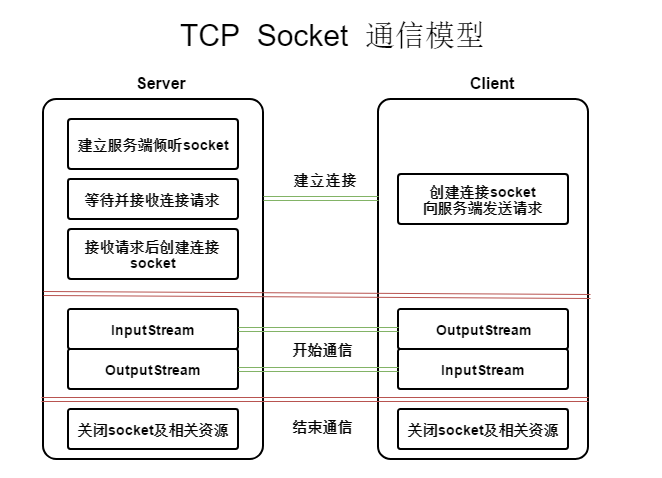 TCP Socket 通信模型
Server
Client
建立服务端倾听socket
等待并接收连接请求
接收请求后创建连接
socket
建立连接
创建连接socket
向服务端发送请求
InputStream
OutputStream
开始通信
OutputStream
InputStream
关闭socket及相关资源
结束通信
关闭socket及相关资源